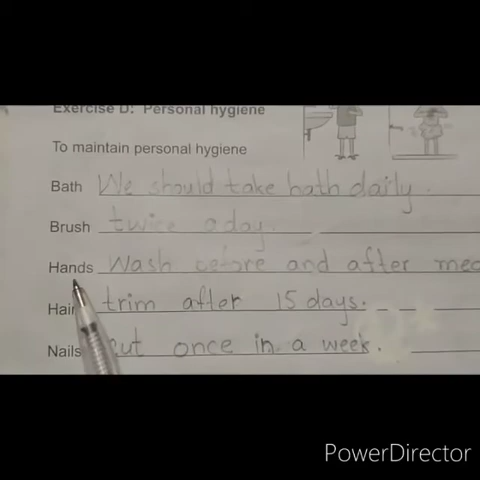 Exercise D: Personal hygiene
To maintain personal hygiene
Bath We should take bath daily.
Brush twice a day.
Hands Wash before and after
Hair trim after 15 days.
Nails cut once in a week.
PowerDirector